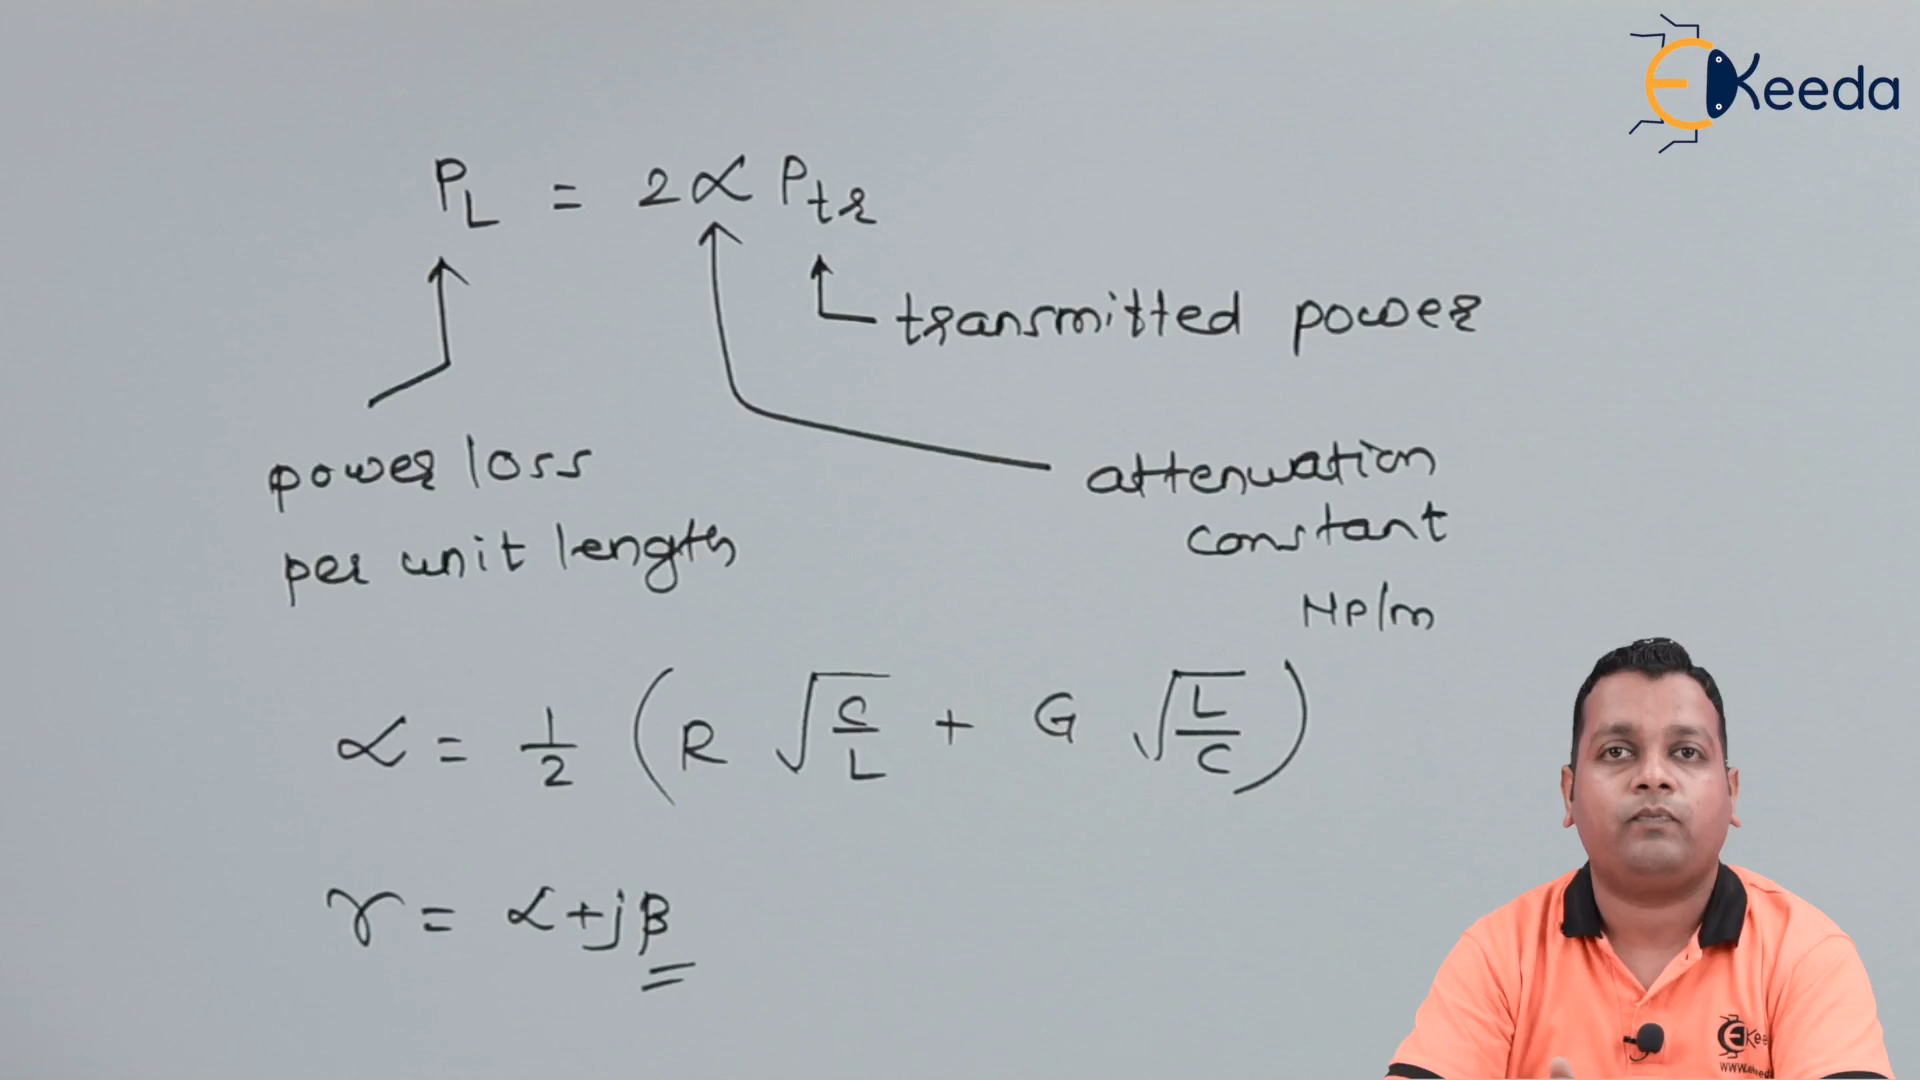 EKeeda
P_L = 2α P_tr
transmitted power
power loss
per unit length
attenuation
constant
Np/m
α = 1/2 (R √(C/L) + G √(L/C))
γ = α+jβ